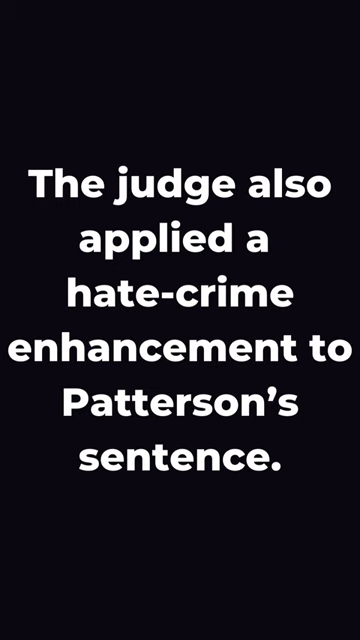 The judge also
applied a
hate-crime
enhancement to
Patterson’s
sentence.